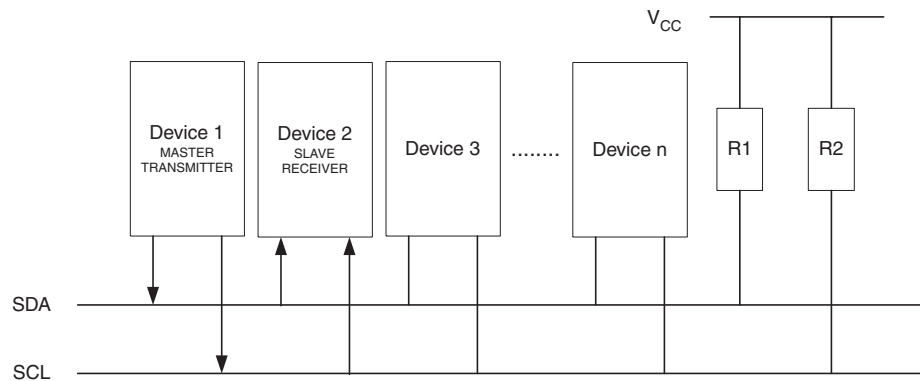 V_CC
Device 1
MASTER
TRANSMITTER
Device 2
SLAVE
RECEIVER
Device 3
........
Device n
R1
R2
SDA
SCL